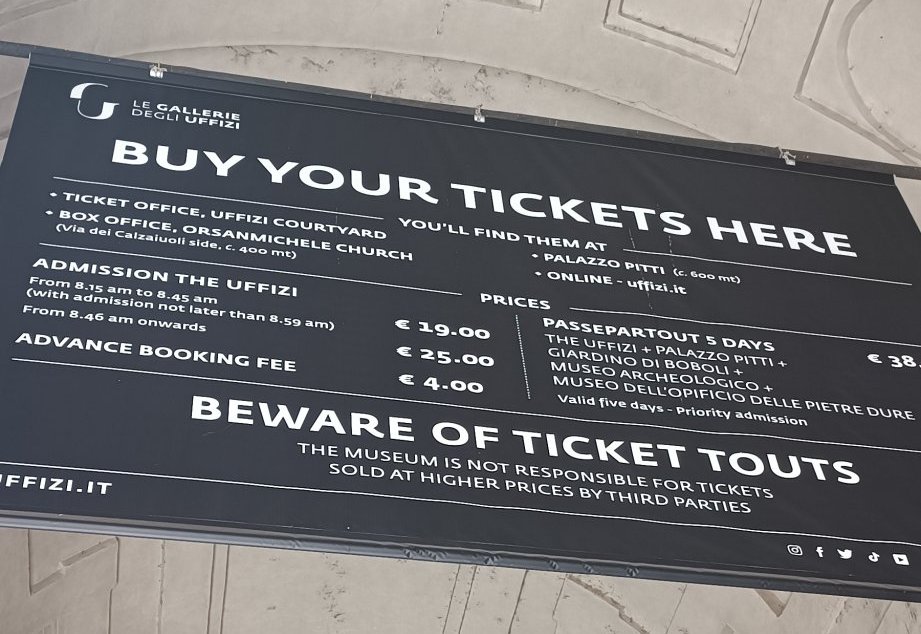 LE GALLERIE
DEGLI UFFIZI
BUY YOUR TICKETS HERE
YOU'LL FIND THEM AT
• TICKET OFFICE, UFFIZI COURTYARD
• BOX OFFICE, ORSANMICHELE CHURCH
(Via dei Calzaiuoli side, c. 400 mt)
• PALAZZO PITTI (c. 600 mt)
• ONLINE - uffizi.it
PRICES
ADMISSION THE UFFIZI
From 8.15 am to 8.45 am
(with admission not later than 8.59 am) € 19.00
From 8.46 am onwards € 25.00
ADVANCE BOOKING FEE € 4.00
PASSEPARTOUT 5 DAYS € 38.
THE UFFIZI + PALAZZO PITTI +
GIARDINO DI BOBOLI +
MUSEO ARCHEOLOGICO +
MUSEO DELL'OPIFICIO DELLE PIETRE DURE
Valid five days - Priority admission
BEWARE OF TICKET TOUTS
THE MUSEUM IS NOT RESPONSIBLE FOR TICKETS
SOLD AT HIGHER PRICES BY THIRD PARTIES
UFFIZI.IT